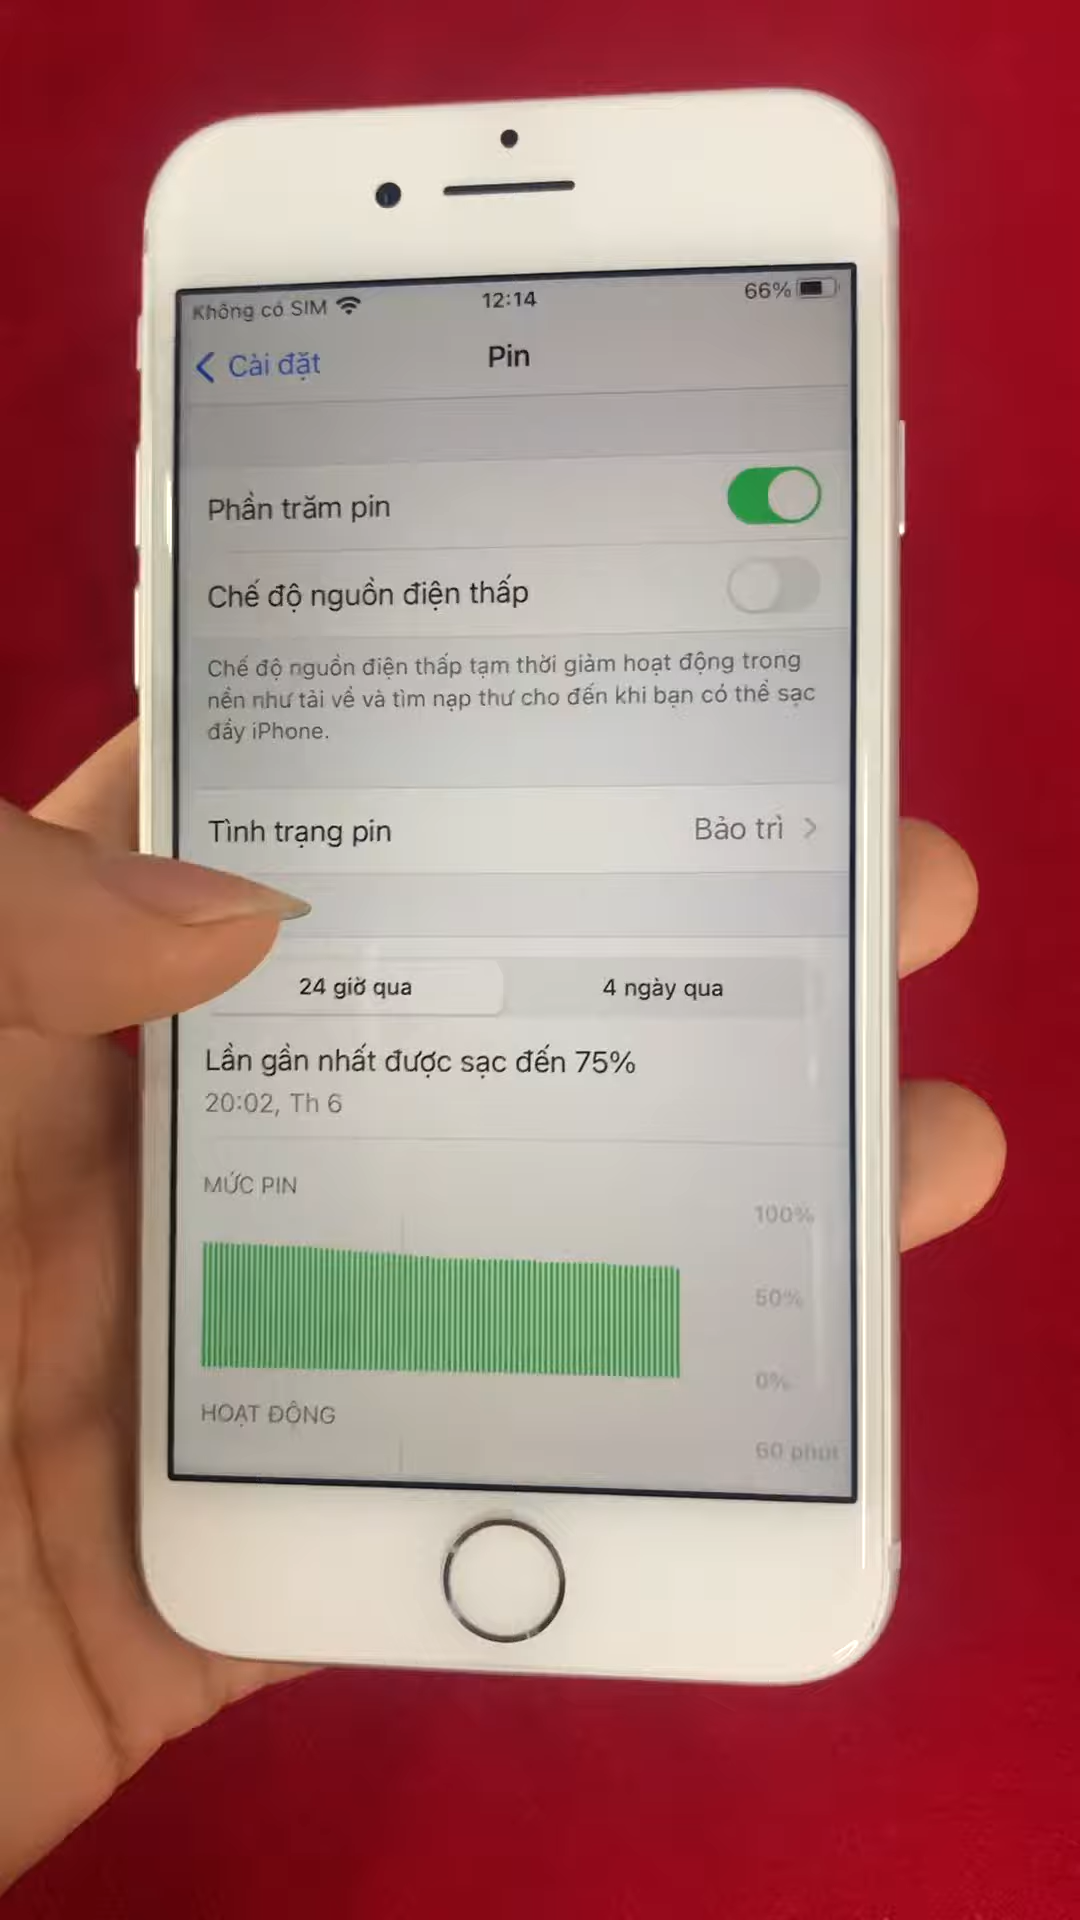 Không có SIM 12:14 66%
Cài đặt Pin
Phần trăm pin
Chế độ nguồn điện thấp
Chế độ nguồn điện thấp tạm thời giảm hoạt động trong
nền như tải về và tìm nạp thư cho đến khi bạn có thể sạc
đầy iPhone.
Tình trạng pin Bảo trì
24 giờ qua 4 ngày qua
Lần gần nhất được sạc đến 75%
20:02, Th 6
MỨC PIN
100%
50%
0%
HOẠT ĐỘNG
60 phút